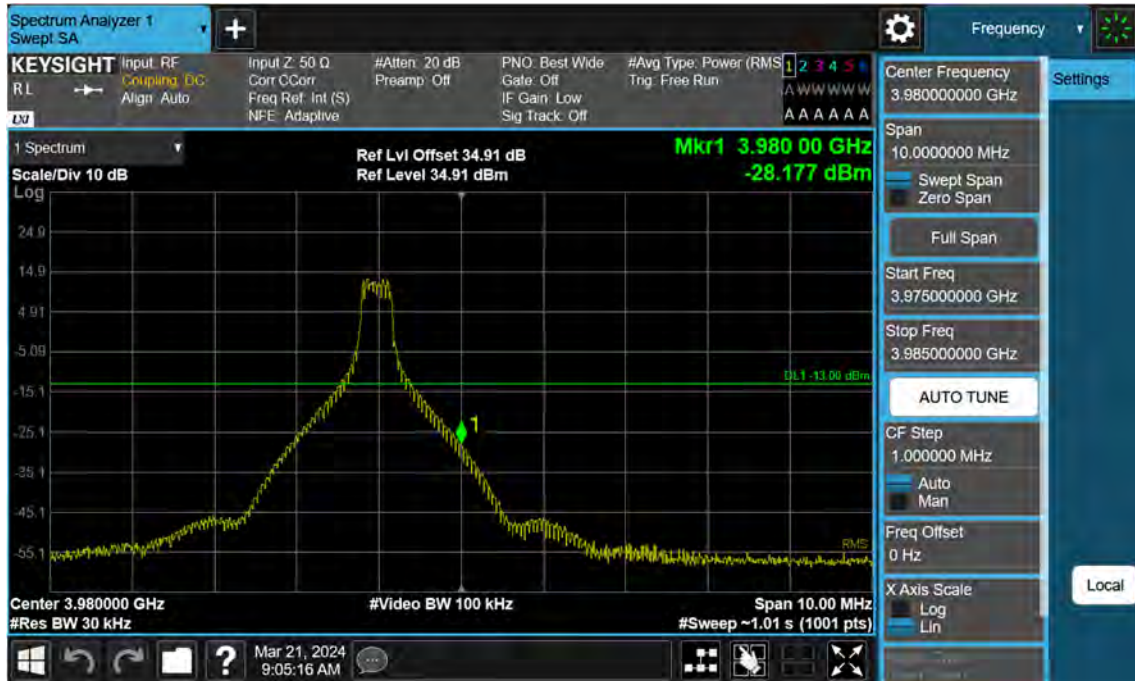 Spectrum Analyzer 1
Swept SA
Frequency
KEYSIGHT
RL
LXI
Input: RF
Coupling: DC
Align: Auto
Input Z: 50 Ω
Corr CCorr
Freq Ref: Int (S)
NFE: Adaptive
#Atten: 20 dB
Preamp: Off
PNO: Best Wide
Gate: Off
IF Gain: Low
Sig Track: Off
#Avg Type: Power (RMS
Trig: Free Run
1 2 3 4 5 6
A W W W W W
A A A A A A
1 Spectrum
Scale/Div 10 dB
Log
Ref Lvl Offset 34.91 dB
Ref Level 34.91 dBm
Mkr1 3.980 00 GHz
-28.177 dBm
24.9
14.9
4.91
-5.09
-15.1
-25.1
-35.1
-45.1
-55.1
DL1 -13.00 dBm
1
RMS
Center 3.980000 GHz
#Res BW 30 kHz
#Video BW 100 kHz
Span 10.00 MHz
#Sweep ~1.01 s (1001 pts)
Mar 21, 2024
9:05:16 AM
Center Frequency
3.980000000 GHz
Span
10.0000000 MHz
Swept Span
Zero Span
Full Span
Start Freq
3.975000000 GHz
Stop Freq
3.985000000 GHz
AUTO TUNE
CF Step
1.000000 MHz
Auto
Man
Freq Offset
0 Hz
X Axis Scale
Log
Lin
Settings
Local